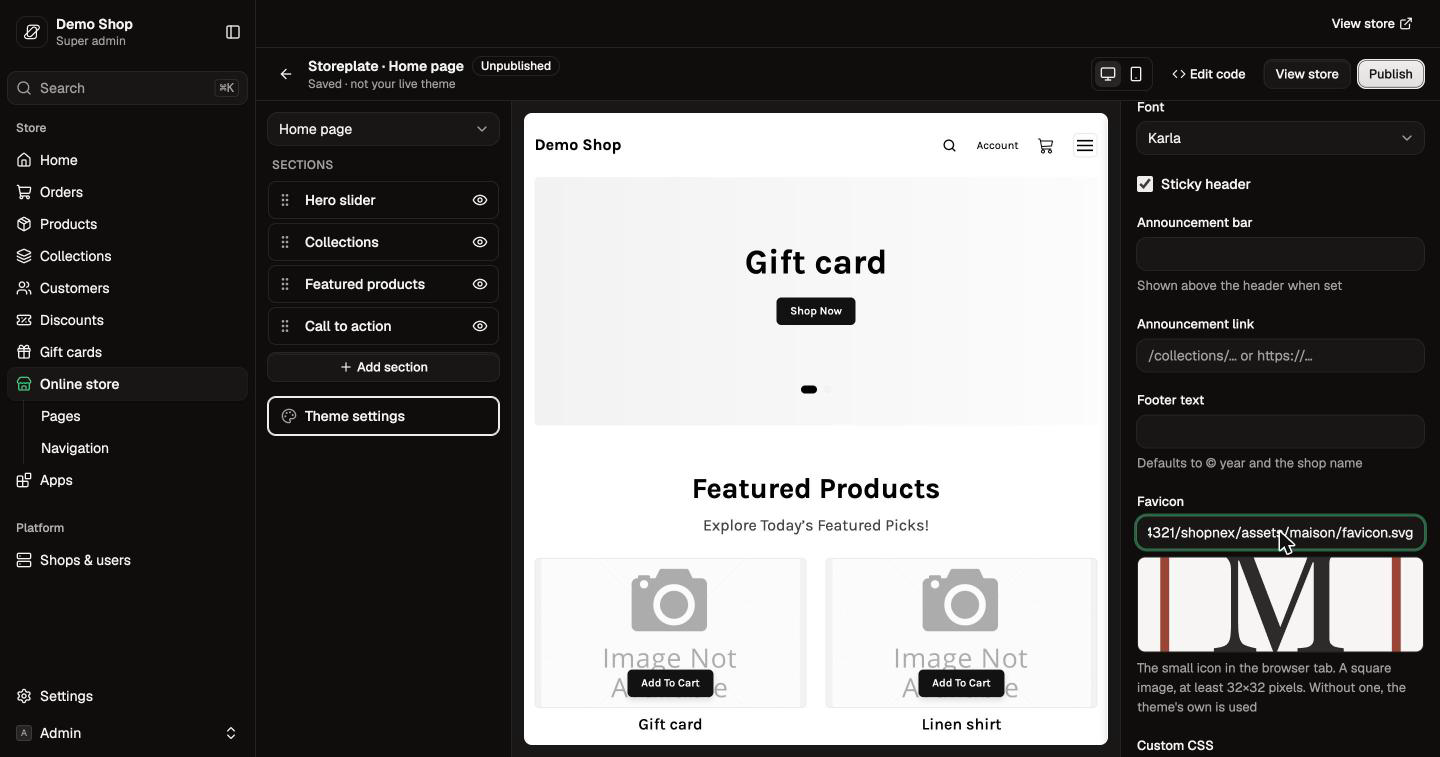 Demo Shop
Super admin
Search
⌘K
Store
Home
Orders
Products
Collections
Customers
Discounts
Gift cards
Online store
Pages
Navigation
Apps
Platform
Shops & users
Settings
A
Admin
View store
Storeplate · Home page
Unpublished
Saved · not your live theme
Edit code
View store
Publish
Home page
SECTIONS
Hero slider
Collections
Featured products
Call to action
+ Add section
Theme settings
Demo Shop
Account
Gift card
Shop Now
Featured Products
Explore Today's Featured Picks!
Image Not
Add To Cart
Gift card
Image Not
Add To Cart
Linen shirt
Font
Karla
Sticky header
Announcement bar
Shown above the header when set
Announcement link
/collections/... or https://...
Footer text
Defaults to © year and the shop name
Favicon
4321/shopnex/assets/maison/favicon.svg
M
The small icon in the browser tab. A square
image, at least 32×32 pixels. Without one, the
theme's own is used
Custom CSS